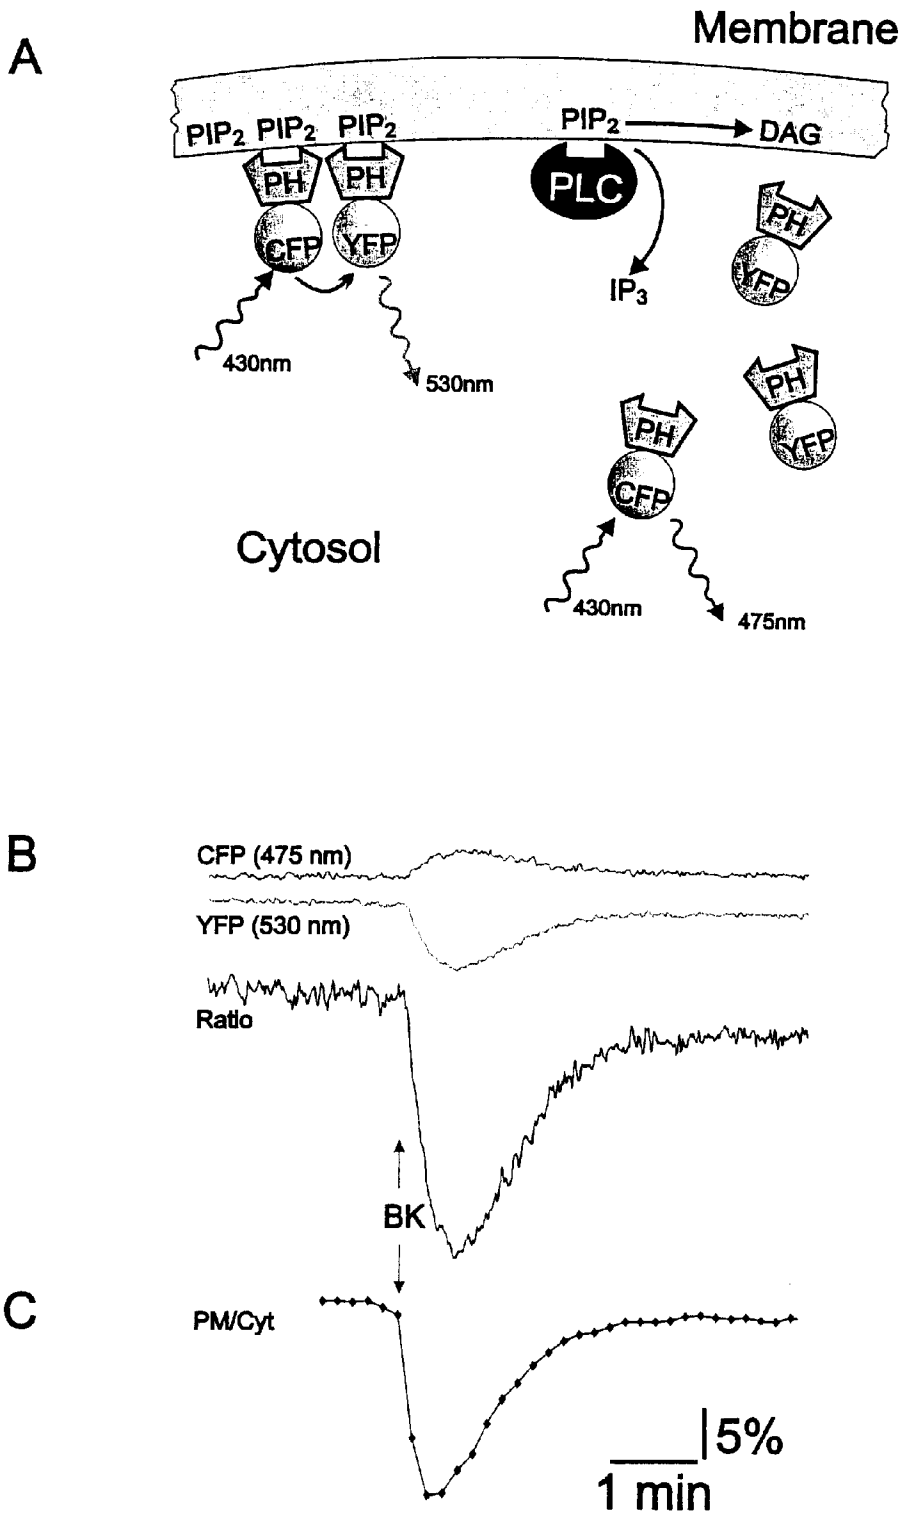 Membrane
A
PIP2 PIP2 PIP2
PIP2 DAG
PH PH
PLC
PH
CFP YFP
YFP
IP3
430nm
530nm
PH
PH
YFP
CFP
Cytosol
430nm
475nm
B
CFP (475 nm)
YFP (530 nm)
Ratio
BK
C
PM/Cyt
5%
1 min